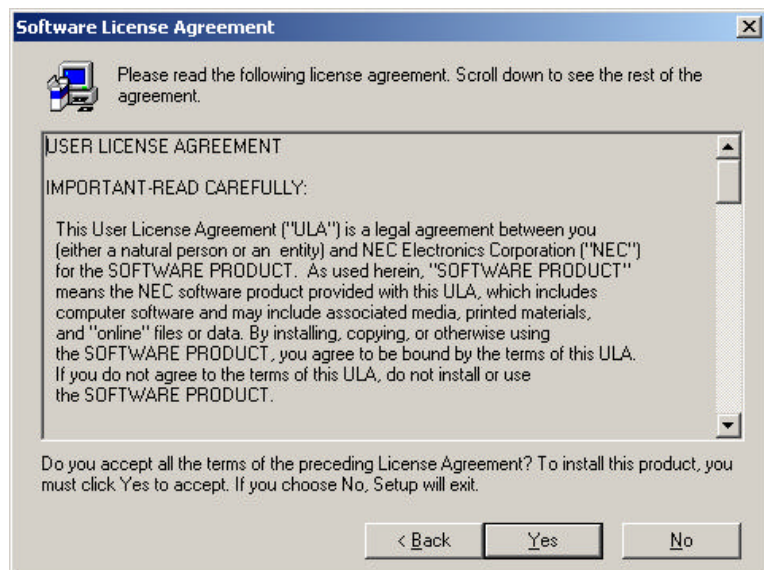 Software License Agreement
Please read the following license agreement. Scroll down to see the rest of the
agreement.
USER LICENSE AGREEMENT
IMPORTANT-READ CAREFULLY:
This User License Agreement ("ULA") is a legal agreement between you
(either a natural person or an  entity) and NEC Electronics Corporation ("NEC")
for the SOFTWARE PRODUCT.  As used herein, "SOFTWARE PRODUCT"
means the NEC software product provided with this ULA, which includes
computer software and may include associated media, printed materials,
and "online" files or data. By installing, copying, or otherwise using
the SOFTWARE PRODUCT, you agree to be bound by the terms of this ULA.
If you do not agree to the terms of this ULA, do not install or use
the SOFTWARE PRODUCT.
Do you accept all the terms of the preceding License Agreement? To install this product, you
must click Yes to accept. If you choose No, Setup will exit.
< Back Yes No